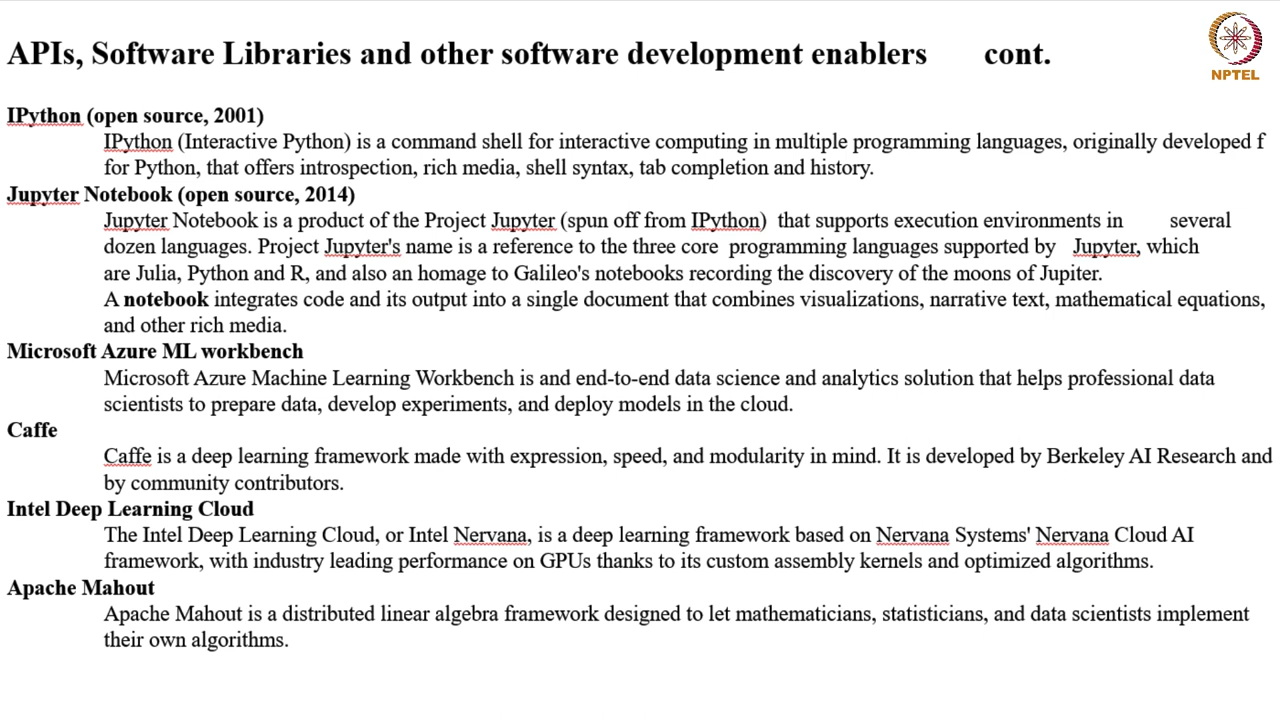 APIs, Software Libraries and other software development enablers cont.
NPTEL
IPython (open source, 2001)
IPython (Interactive Python) is a command shell for interactive computing in multiple programming languages, originally developed f
for Python, that offers introspection, rich media, shell syntax, tab completion and history.
Jupyter Notebook (open source, 2014)
Jupyter Notebook is a product of the Project Jupyter (spun off from IPython) that supports execution environments in several
dozen languages. Project Jupyter's name is a reference to the three core programming languages supported by Jupyter, which
are Julia, Python and R, and also an homage to Galileo's notebooks recording the discovery of the moons of Jupiter.
A notebook integrates code and its output into a single document that combines visualizations, narrative text, mathematical equations,
and other rich media.
Microsoft Azure ML workbench
Microsoft Azure Machine Learning Workbench is and end-to-end data science and analytics solution that helps professional data
scientists to prepare data, develop experiments, and deploy models in the cloud.
Caffe
Caffe is a deep learning framework made with expression, speed, and modularity in mind. It is developed by Berkeley AI Research and
by community contributors.
Intel Deep Learning Cloud
The Intel Deep Learning Cloud, or Intel Nervana, is a deep learning framework based on Nervana Systems' Nervana Cloud AI
framework, with industry leading performance on GPUs thanks to its custom assembly kernels and optimized algorithms.
Apache Mahout
Apache Mahout is a distributed linear algebra framework designed to let mathematicians, statisticians, and data scientists implement
their own algorithms.